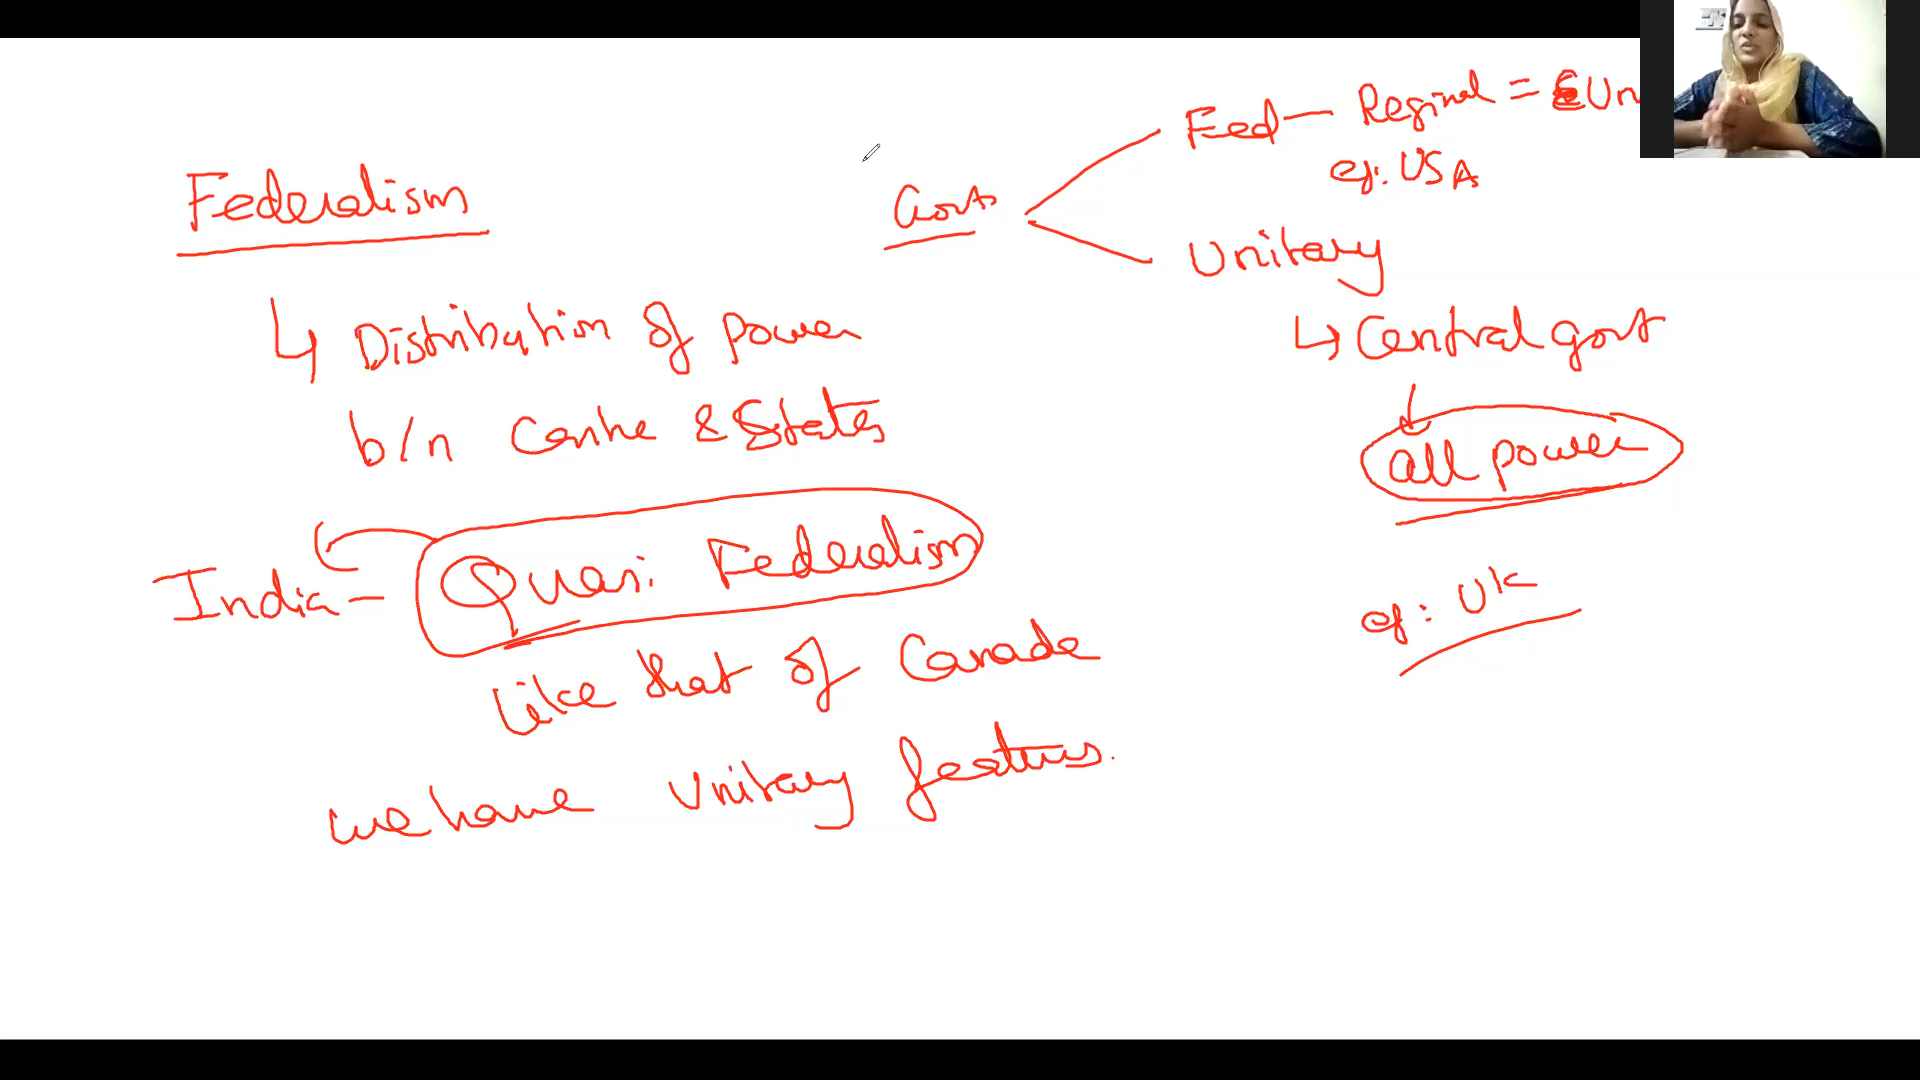 Federalism
↳ Distribution of power
b/n Centre & States
India - Quasi Federalism
like that of Canada
we have Unitary features.
Govt
Fed - Reginal = Un
eg: USA
Unitary
↳ Central govt
all power
eg: UK